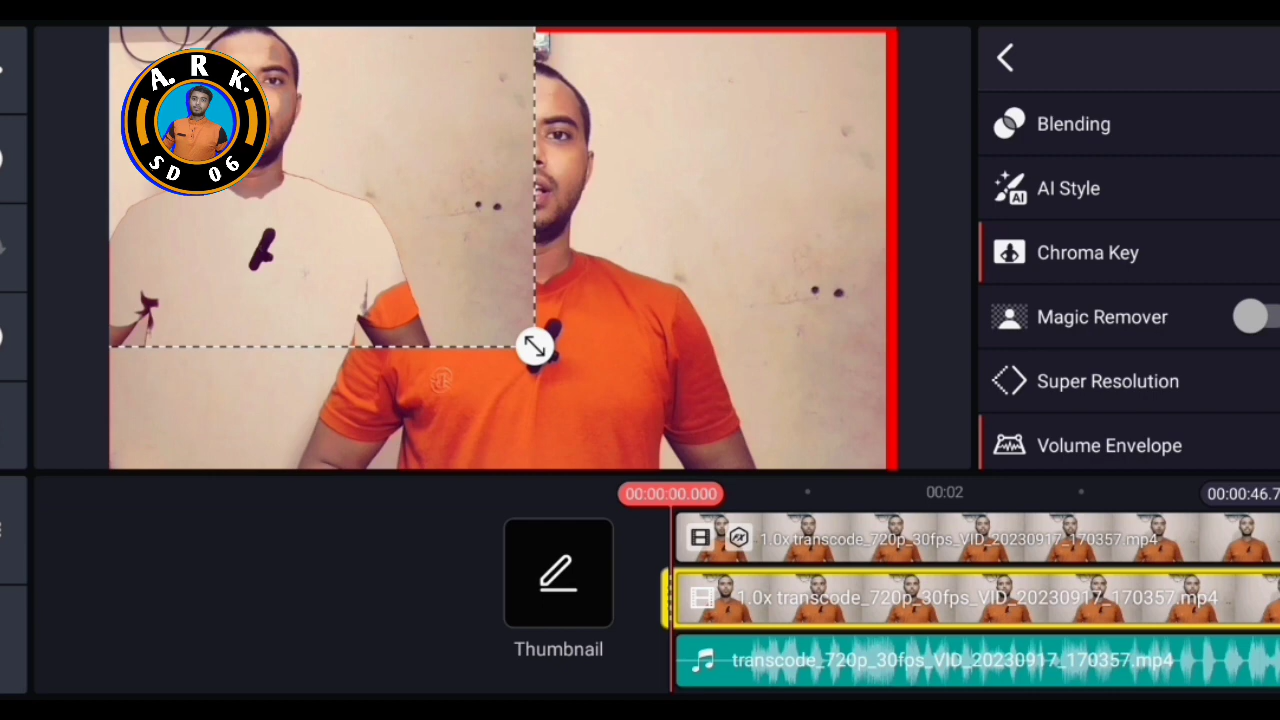 A. R K.
SD 06
Blending
AI Style
AI
Chroma Key
Magic Remover
Super Resolution
Volume Envelope
00:00:00.000
00:02
00:00:46.7
1.0x transcode_720p_30fps_VID_20230917_170357.mp4
1.0x transcode_720p_30fps_VID_20230917_170357.mp4
Thumbnail
transcode_720p_30fps_VID_20230917_170357.mp4